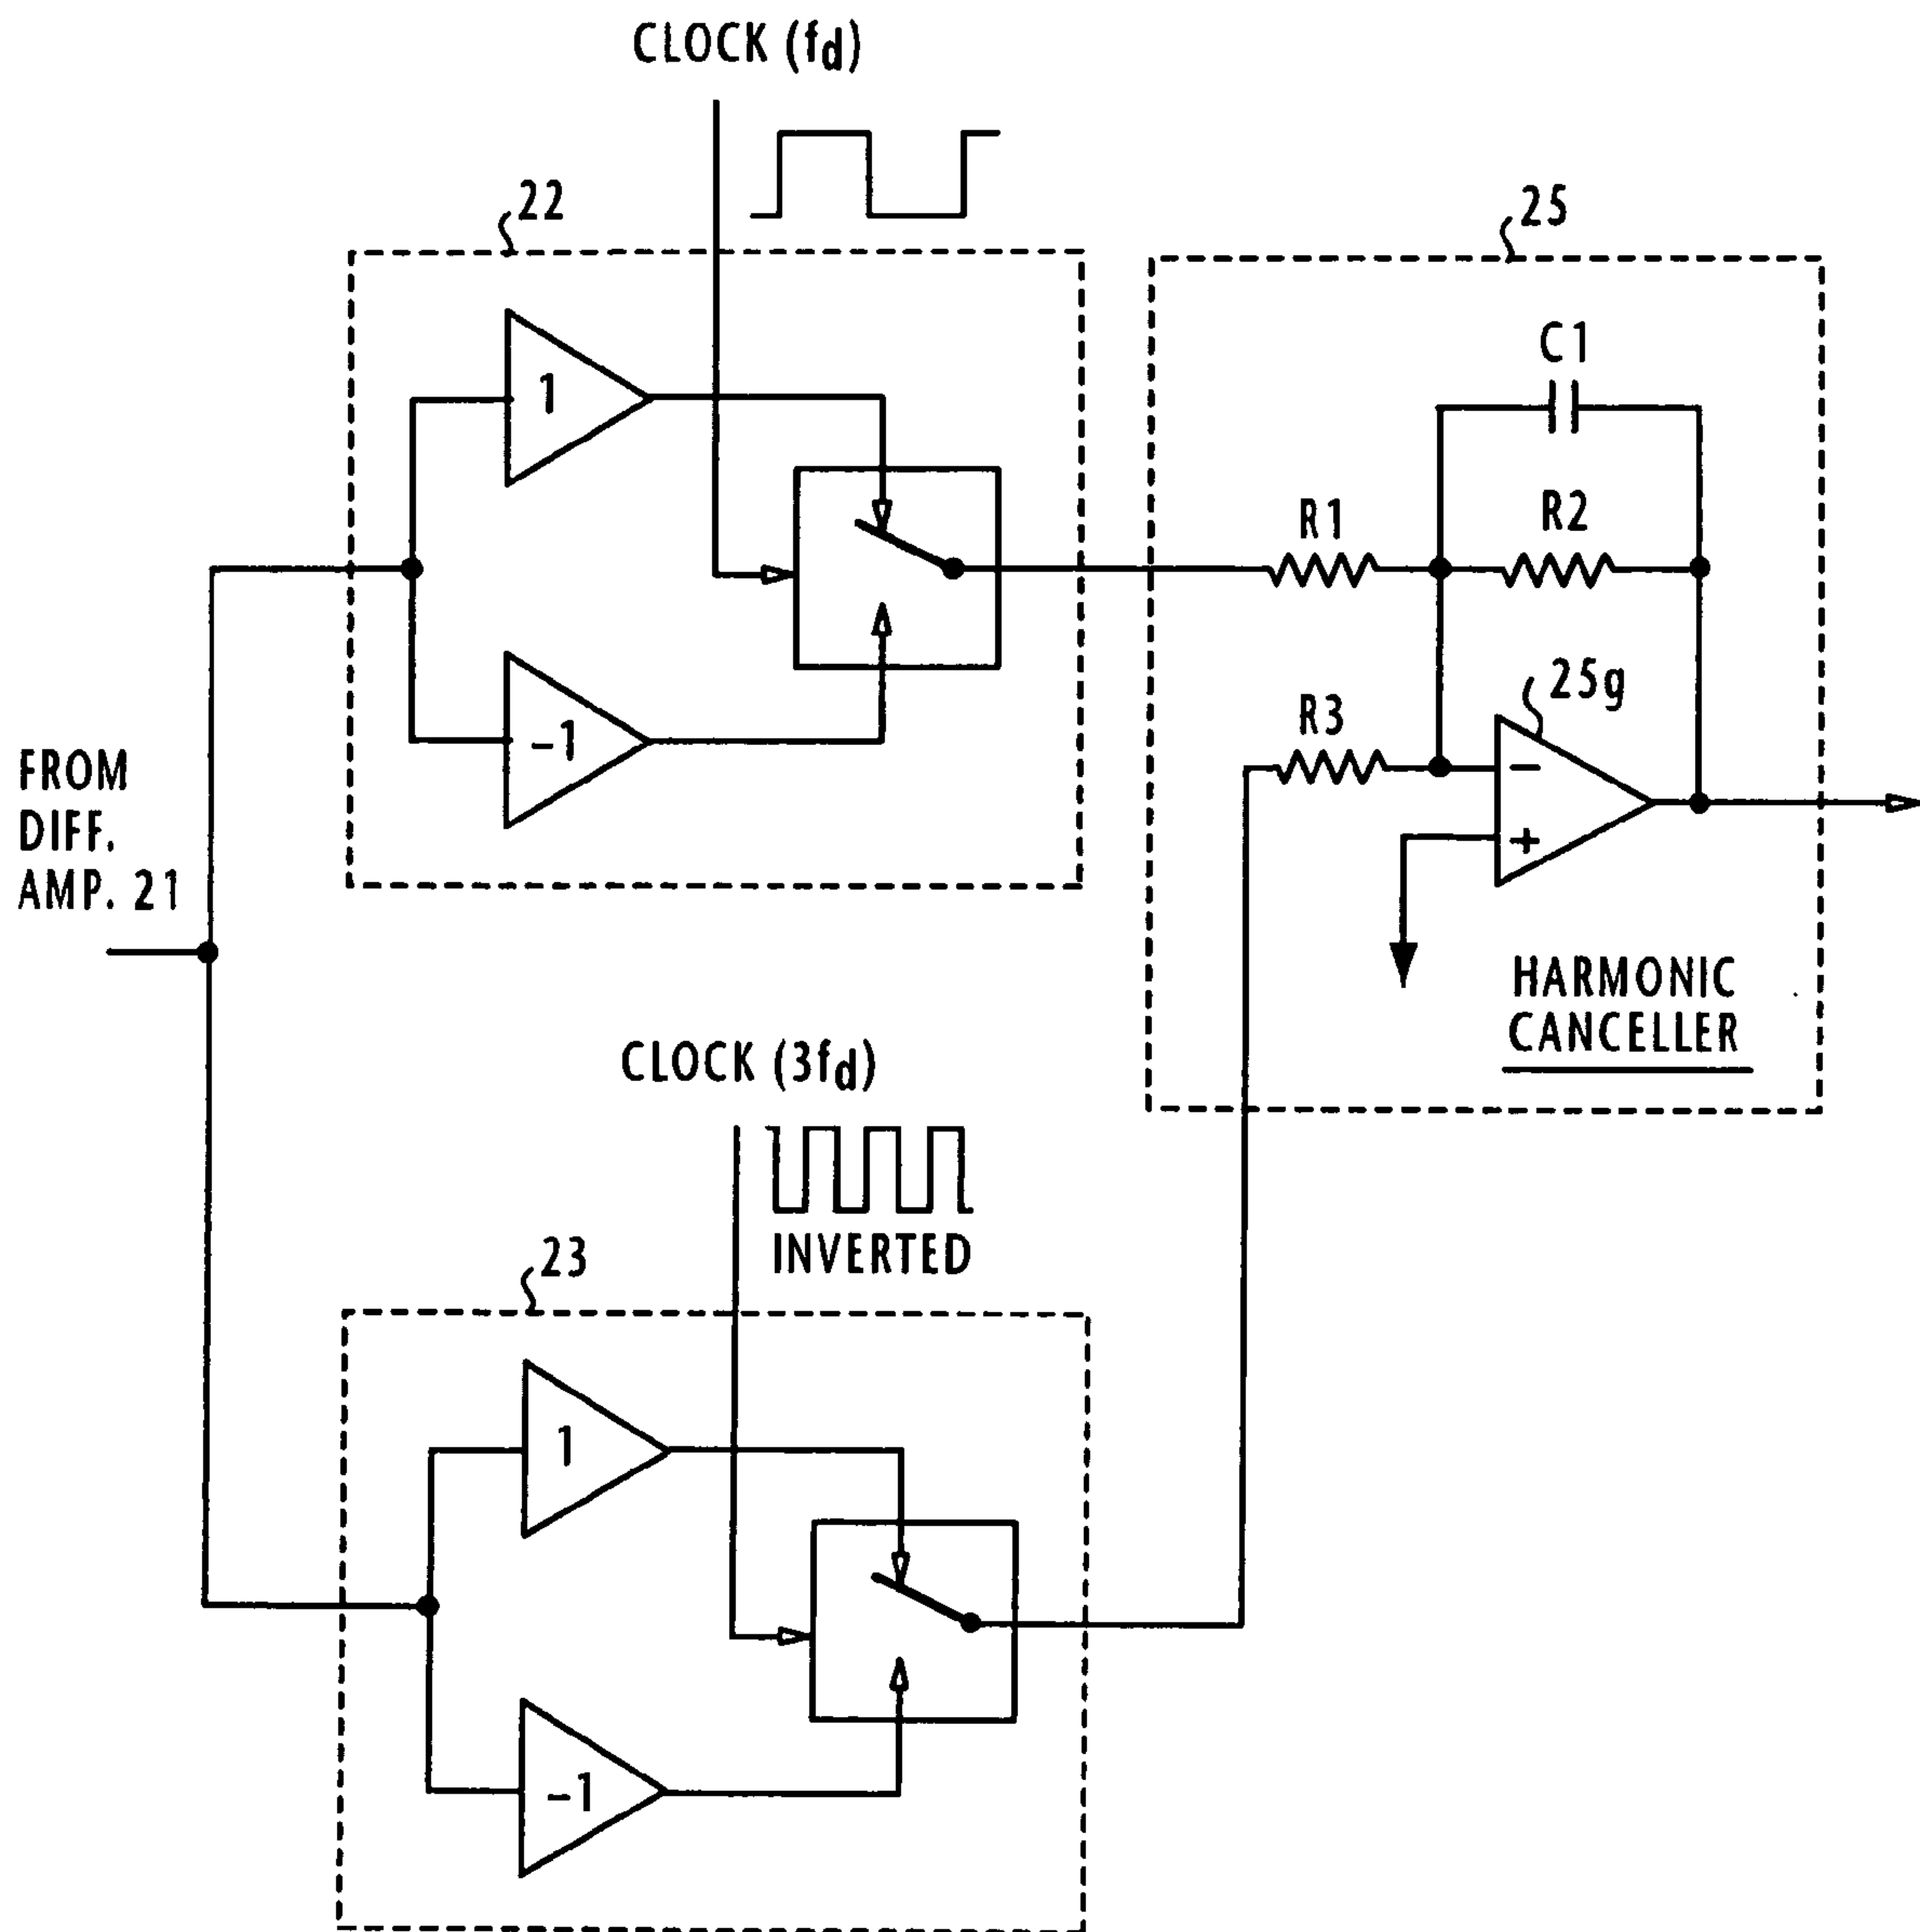 CLOCK (fd)
22
25
1
C1
R1
R2
-1
R3
25g
−
+
FROM
DIFF.
AMP. 21
HARMONIC
CANCELLER
CLOCK (3fd)
INVERTED
23
1
-1